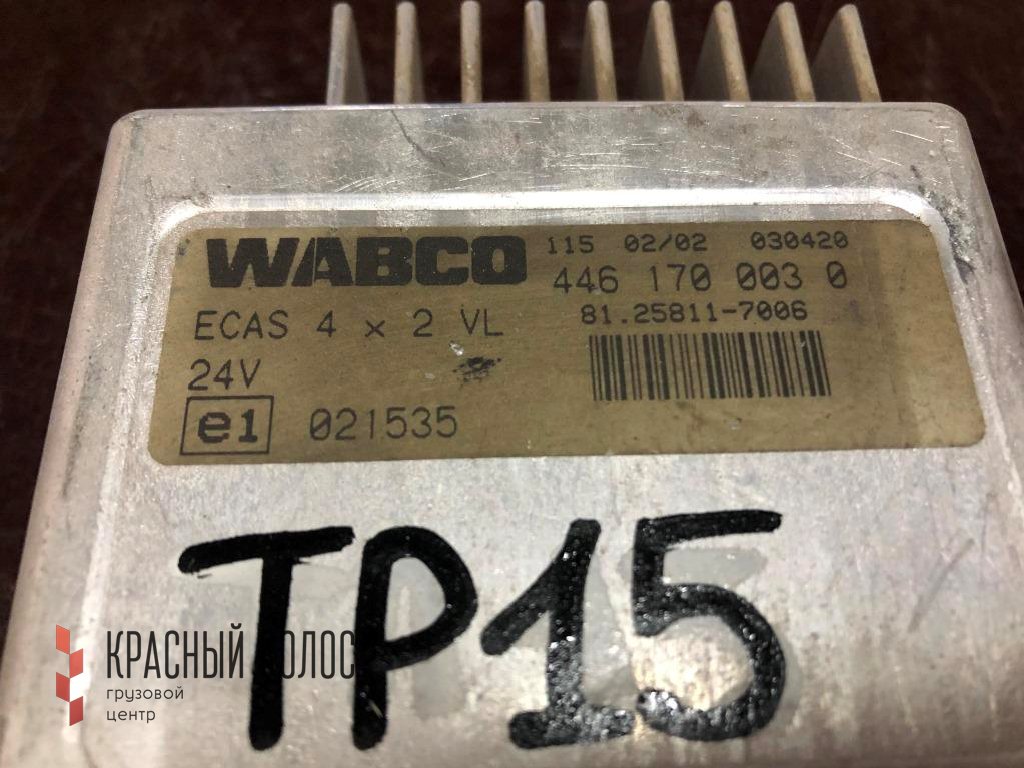 WABCO 115 02/02 030420
446 170 003 0
ECAS 4 x 2 VL 81.25811-7006
24V
e1 021535
TP15
КРАСНЫЙ КОЛОС
грузовой
центр